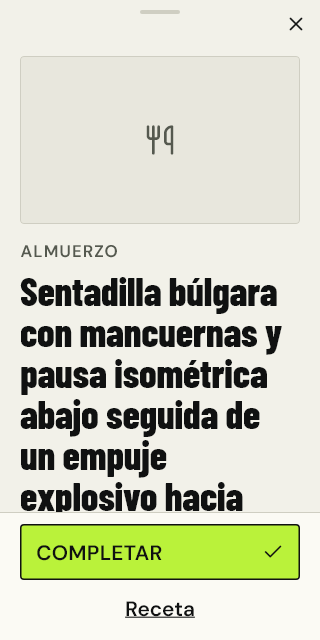 ALMUERZO
Sentadilla búlgara
con mancuernas y
pausa isométrica
abajo seguida de
un empuje
explosivo hacia
COMPLETAR
Receta